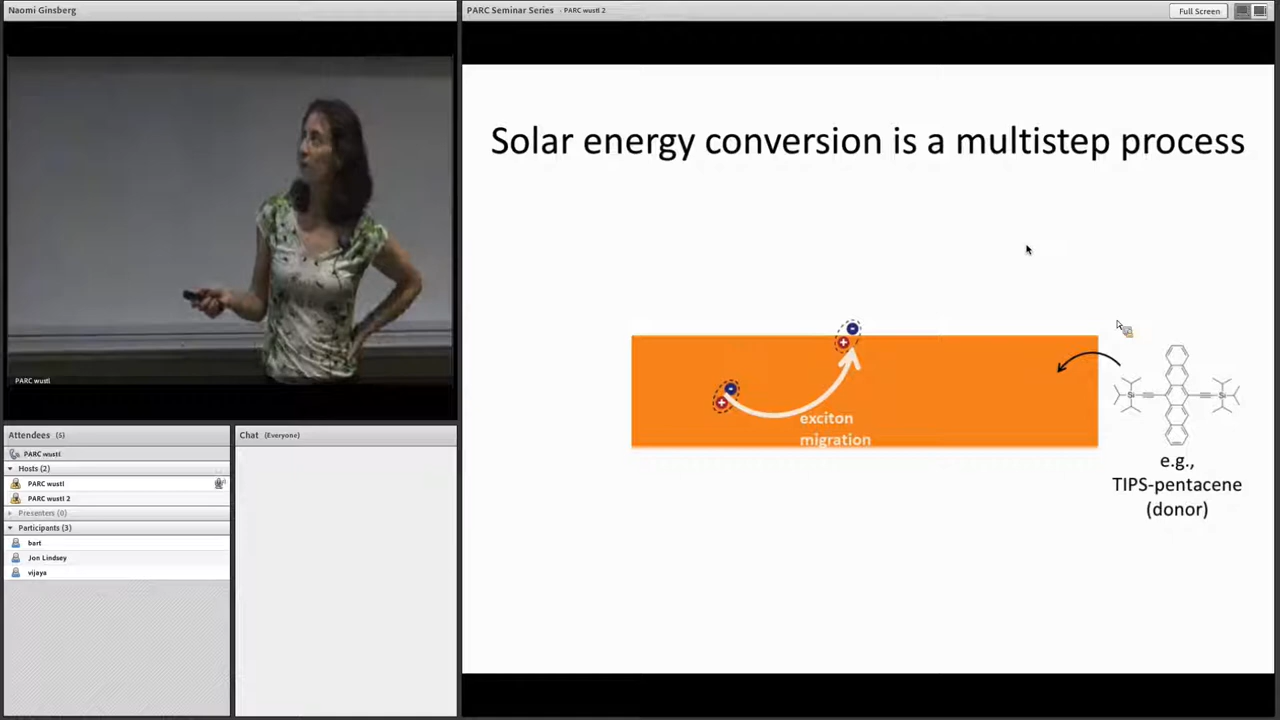 Naomi Ginsberg
PARC Seminar Series - PARC wustl 2
Full Screen
Solar energy conversion is a multistep process
-
+
-
+
exciton
migration
Si
Si
e.g.,
TIPS-pentacene
(donor)
PARC wustl
Attendees (5)
PARC wustl
Hosts (2)
PARC wustl
PARC wustl 2
Presenters (0)
Participants (3)
bart
Jon Lindsey
vijaya
Chat (Everyone)